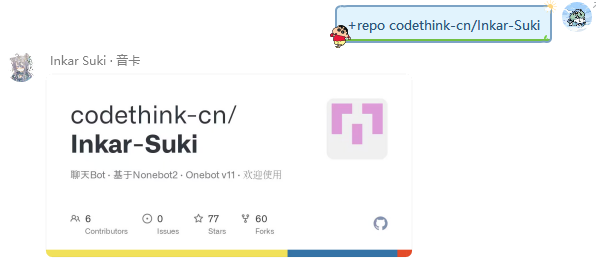 +repo codethink-cn/Inkar-Suki
Inkar Suki · 音卡
codethink-cn/
Inkar-Suki
聊天Bot · 基于Nonebot2 · Onebot v11 · 欢迎使用
6 0 77 60
Contributors Issues Stars Forks